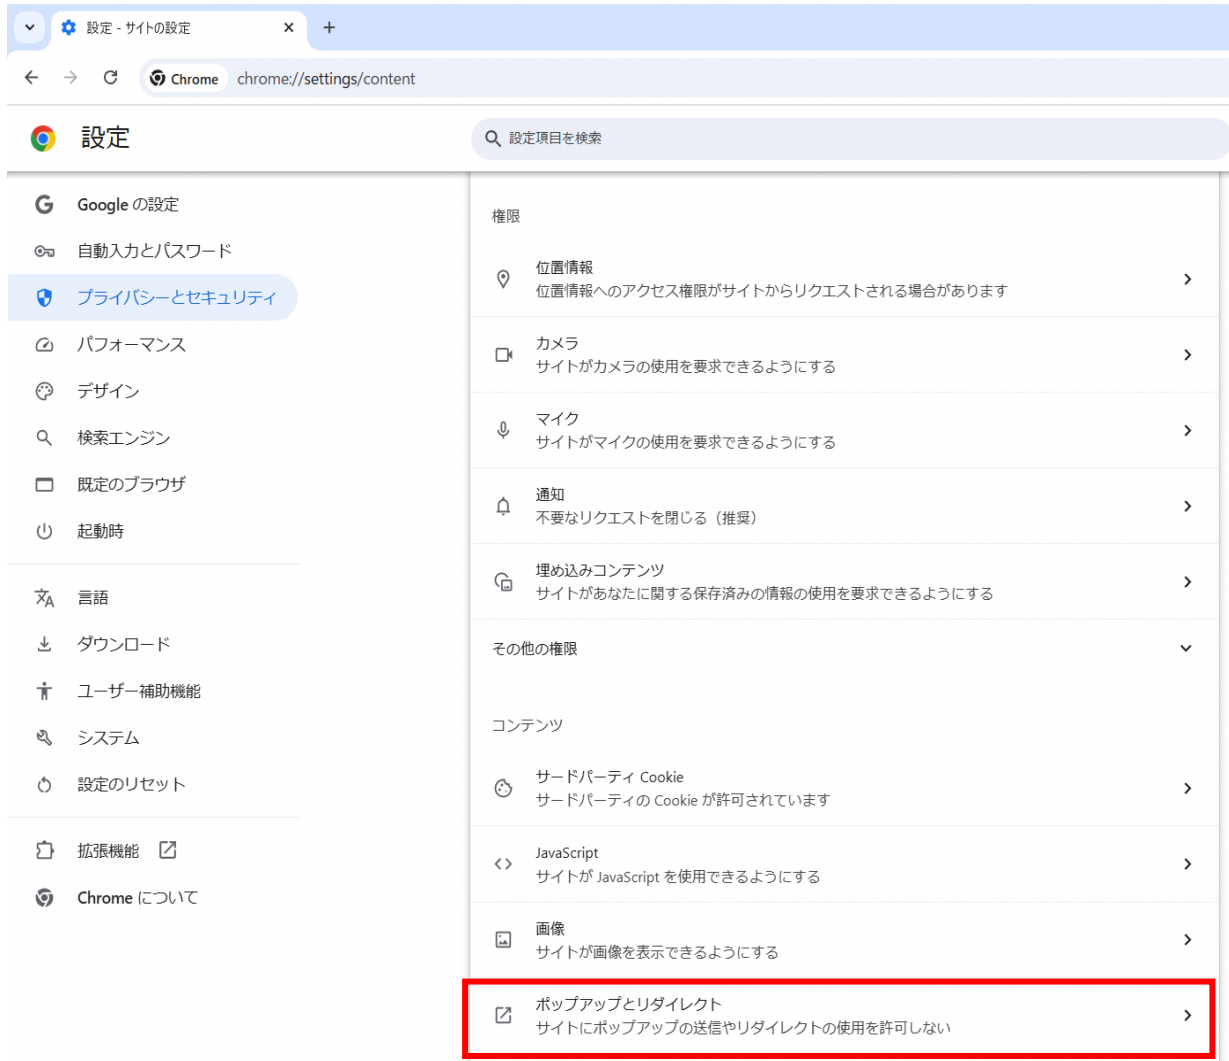 設定 - サイトの設定
Chrome
chrome://settings/content
設定
設定項目を検索
Google の設定
自動入力とパスワード
プライバシーとセキュリティ
パフォーマンス
デザイン
検索エンジン
既定のブラウザ
起動時
言語
ダウンロード
ユーザー補助機能
システム
設定のリセット
拡張機能
Chrome について
権限
位置情報
位置情報へのアクセス権限がサイトからリクエストされる場合があります
カメラ
サイトがカメラの使用を要求できるようにする
マイク
サイトがマイクの使用を要求できるようにする
通知
不要なリクエストを閉じる（推奨）
埋め込みコンテンツ
サイトがあなたに関する保存済みの情報の使用を要求できるようにする
その他の権限
コンテンツ
サードパーティ Cookie
サードパーティの Cookie が許可されています
JavaScript
サイトが JavaScript を使用できるようにする
画像
サイトが画像を表示できるようにする
ポップアップとリダイレクト
サイトにポップアップの送信やリダイレクトの使用を許可しない